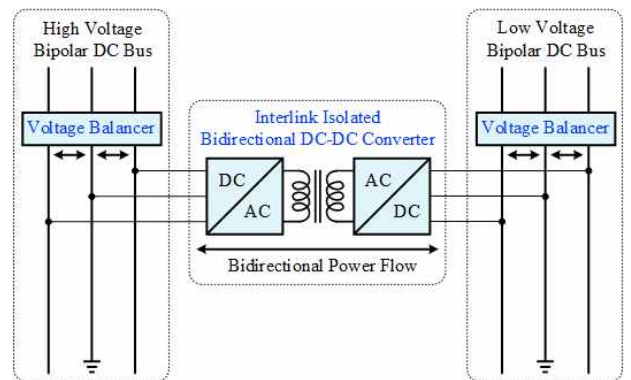 High Voltage
Bipolar DC Bus
Low Voltage
Bipolar DC Bus
Voltage Balancer
Interlink Isolated
Bidirectional DC-DC Converter
Voltage Balancer
DC
AC
AC
DC
Bidirectional Power Flow